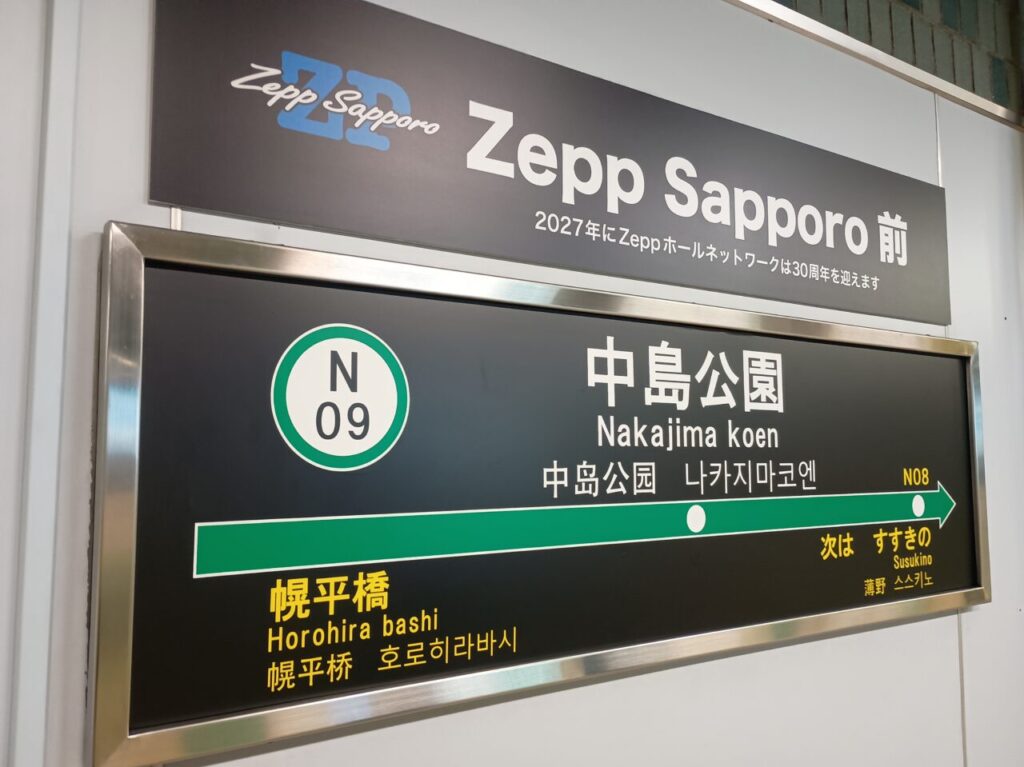 ZP
Zepp Sapporo
Zepp Sapporo 前
2027年にZeppホールネットワークは30周年を迎えます
N
09
中島公園
Nakajima koen
中岛公园 나카지마코엔
N08
次は すすきの
Susukino
薄野 스스키노
幌平橋
Horohira bashi
幌平桥 호로히라바시